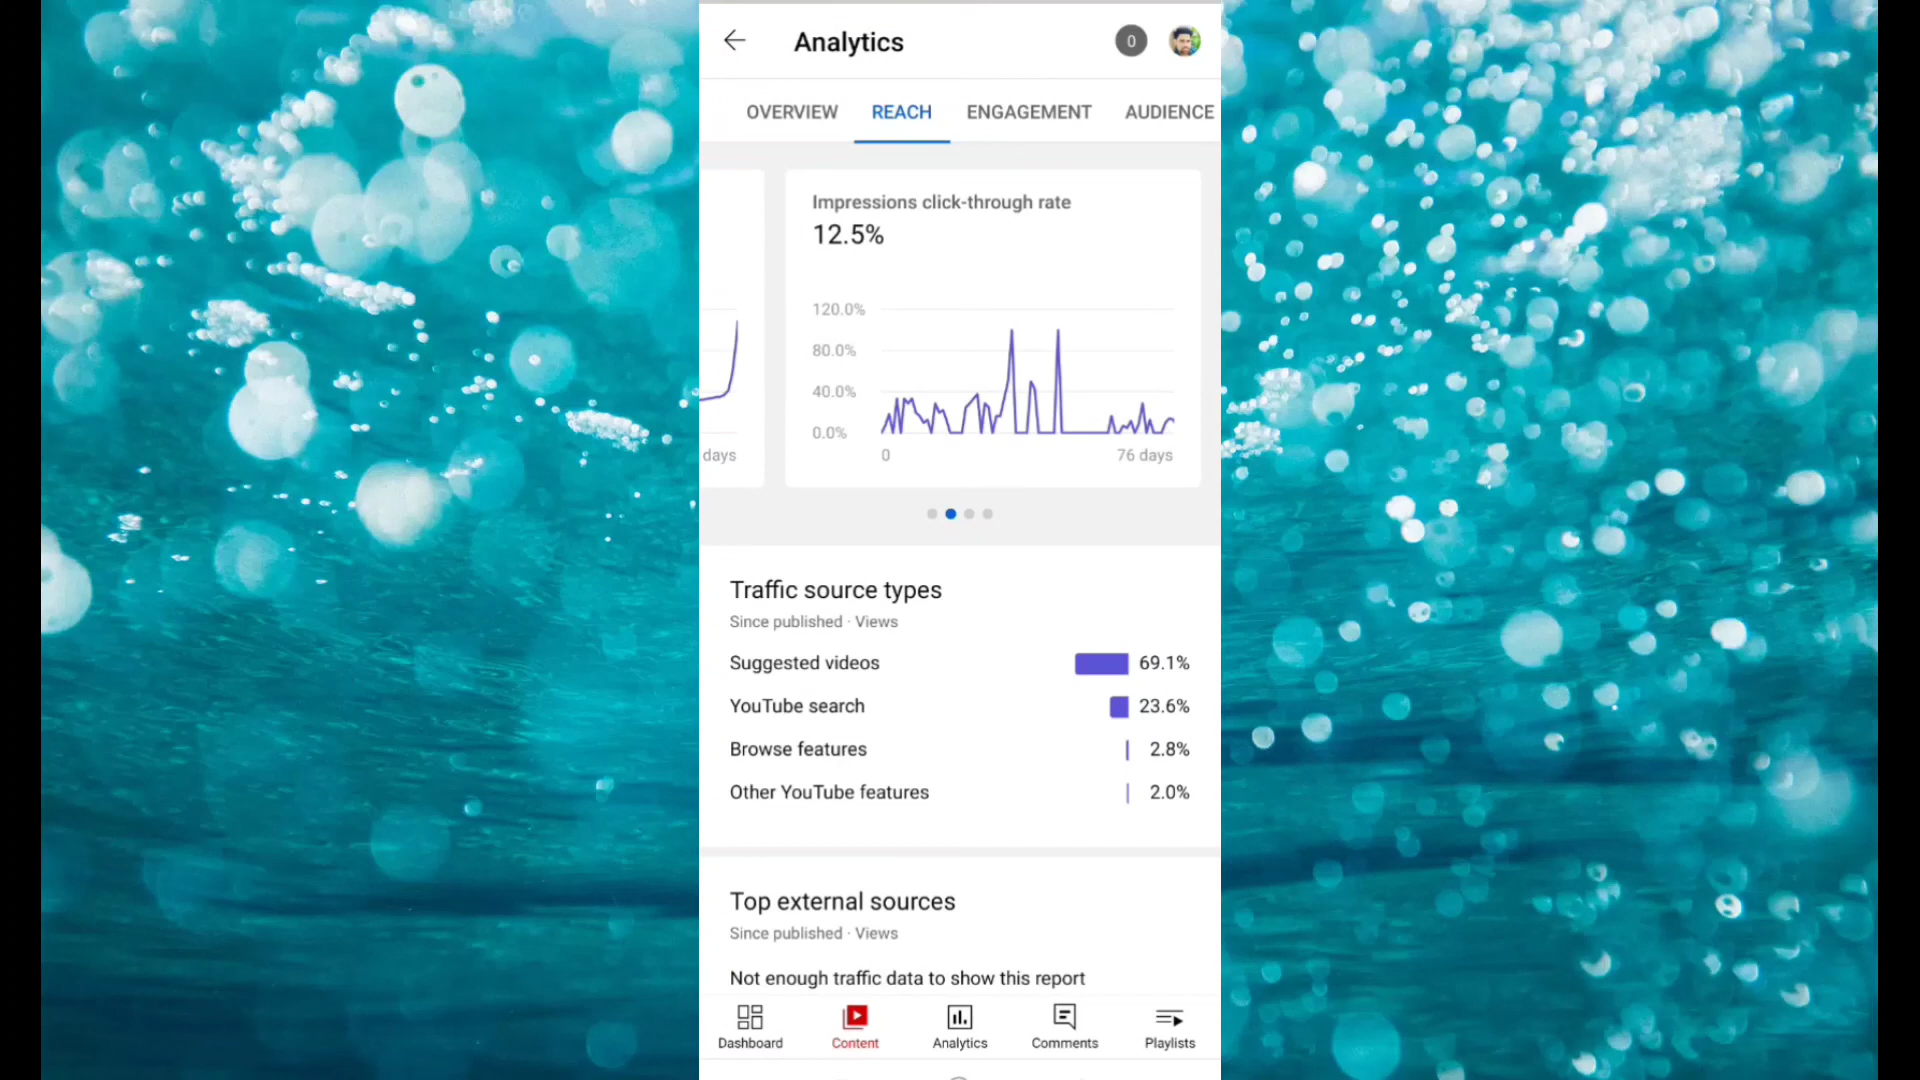 Analytics
0
OVERVIEW REACH ENGAGEMENT AUDIENCE
Impressions click-through rate
12.5%
120.0%
80.0%
40.0%
0.0%
0 76 days
days
Traffic source types
Since published · Views
Suggested videos 69.1%
YouTube search 23.6%
Browse features 2.8%
Other YouTube features 2.0%
Top external sources
Since published · Views
Not enough traffic data to show this report
Dashboard Content Analytics Comments Playlists